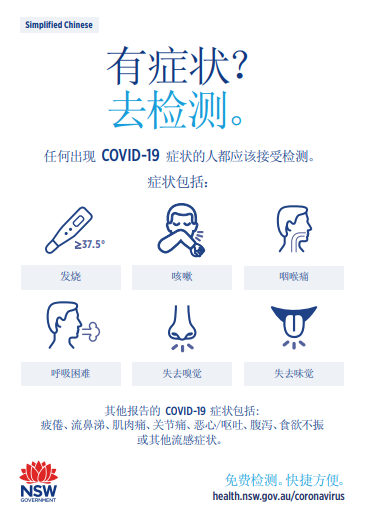 Simplified Chinese
有症状？
去检测。
任何出现 COVID-19 症状的人都应该接受检测。
症状包括：
≥37.5°
发烧
咳嗽
咽喉痛
呼吸困难
失去嗅觉
失去味觉
其他报告的 COVID-19 症状包括：
疲倦、流鼻涕、肌肉痛、关节痛、恶心/呕吐、腹泻、食欲不振
或其他流感症状。
NSW
GOVERNMENT
免费检测。快捷方便。
health.nsw.gov.au/coronavirus